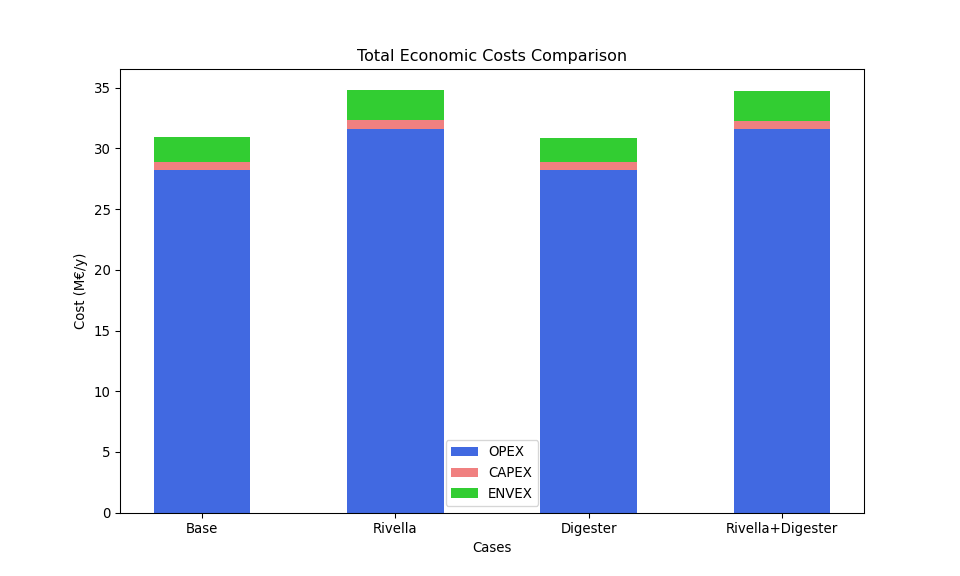 Total Economic Costs Comparison
Cost (M€/y)
35
30
25
20
15
10
5
0
OPEX
CAPEX
ENVEX
Base
Rivella
Digester
Rivella+Digester
Cases